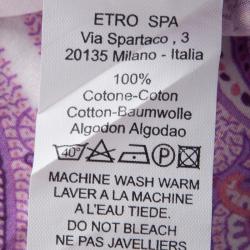 ETRO SPA
Via Spartaco , 3
20135 Milano - Italia
100%
Cotone-Coton
Cotton-Baumwolle
Algodon Algodao
40° P
MACHINE WASH WARM
LAVER A LA MACHINE
A L'EAU TIEDE.
DO NOT BLEACH
NE PAS JAVELLIERS